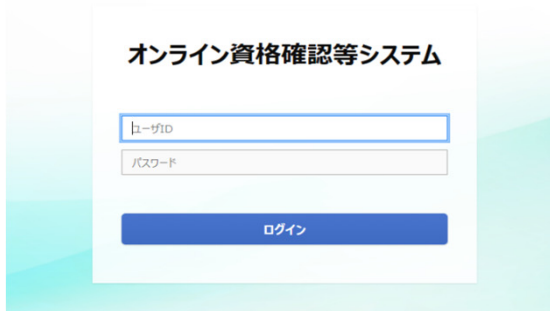 オンライン資格確認等システム
ユーザID
パスワード
ログイン